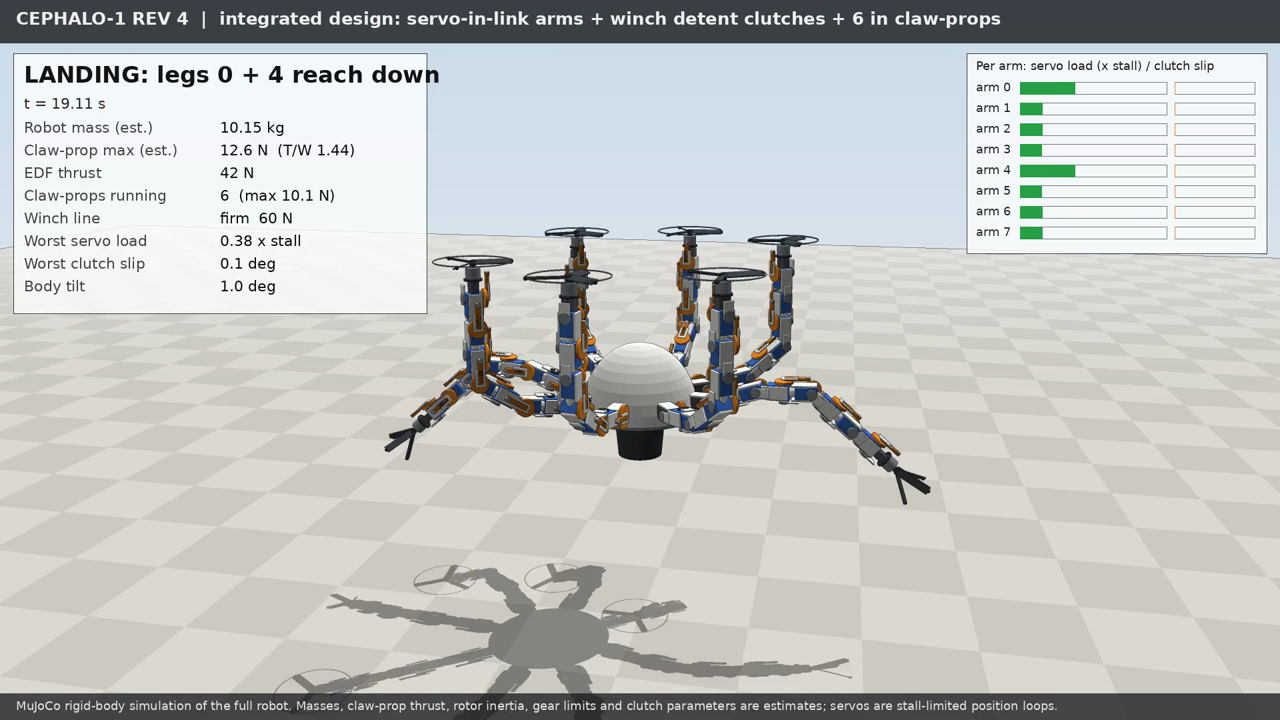 CEPHALO-1 REV 4 | integrated design: servo-in-link arms + winch detent clutches + 6 in claw-props
LANDING: legs 0 + 4 reach down
t = 19.11 s
Robot mass (est.) 10.15 kg
Claw-prop max (est.) 12.6 N (T/W 1.44)
EDF thrust 42 N
Claw-props running 6 (max 10.1 N)
Winch line firm 60 N
Worst servo load 0.38 x stall
Worst clutch slip 0.1 deg
Body tilt 1.0 deg
Per arm: servo load (x stall) / clutch slip
arm 0
arm 1
arm 2
arm 3
arm 4
arm 5
arm 6
arm 7
MuJoCo rigid-body simulation of the full robot. Masses, claw-prop thrust, rotor inertia, gear limits and clutch parameters are estimates; servos are stall-limited position loops.